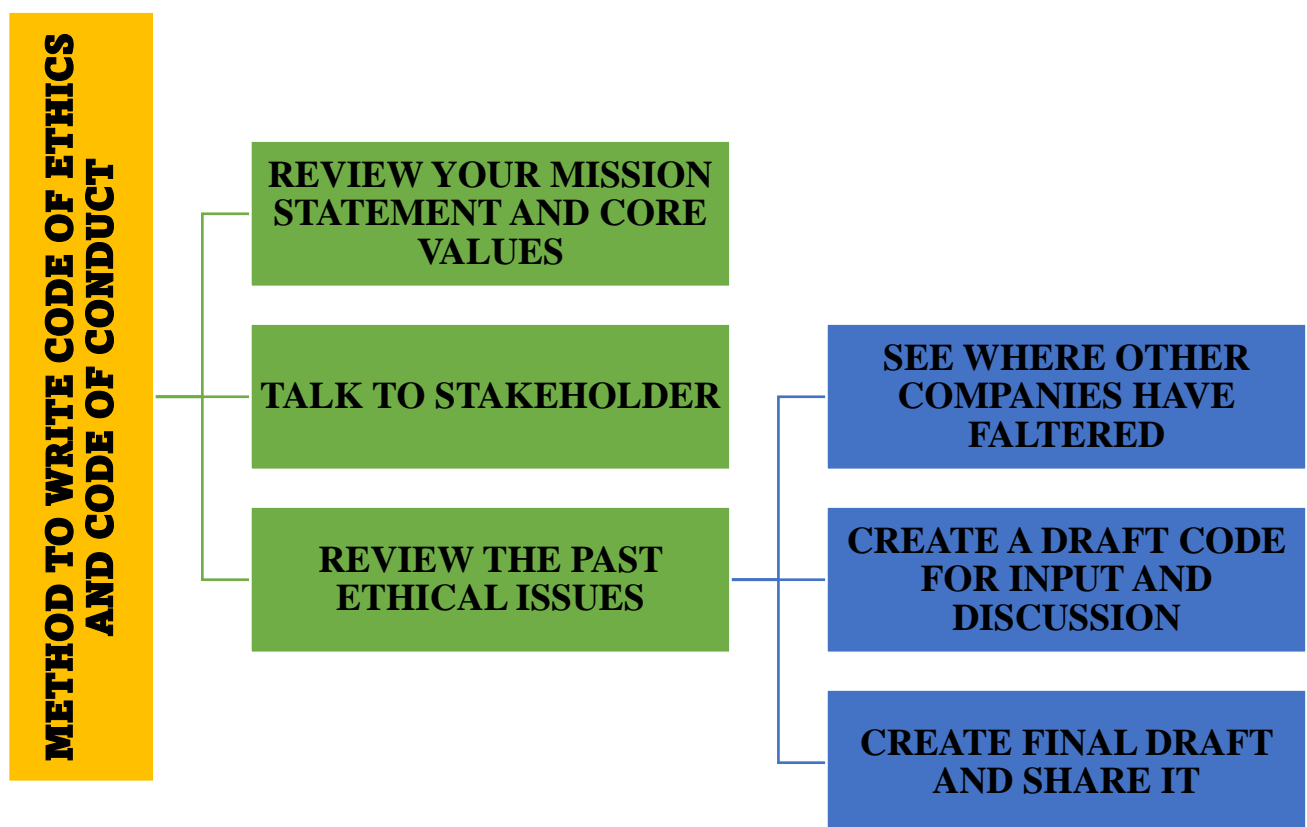 METHOD TO WRITE CODE OF ETHICS
AND CODE OF CONDUCT
REVIEW YOUR MISSION
STATEMENT AND CORE
VALUES
TALK TO STAKEHOLDER
REVIEW THE PAST
ETHICAL ISSUES
SEE WHERE OTHER
COMPANIES HAVE
FALTERED
CREATE A DRAFT CODE
FOR INPUT AND
DISCUSSION
CREATE FINAL DRAFT
AND SHARE IT